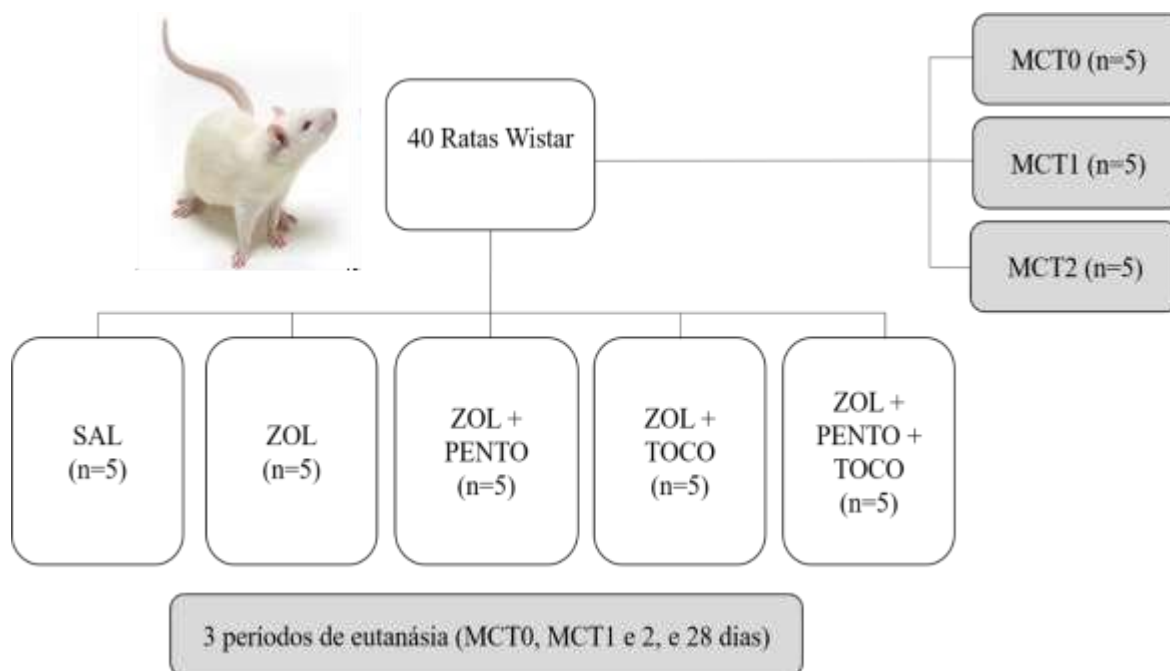 40 Ratas Wistar
MCT0 (n=5)
MCT1 (n=5)
MCT2 (n=5)
SAL
(n=5)
ZOL
(n=5)
ZOL +
PENTO
(n=5)
ZOL +
TOCO
(n=5)
ZOL +
PENTO +
TOCO
(n=5)
3 períodos de eutanásia (MCT0, MCT1 e 2, e 28 dias)